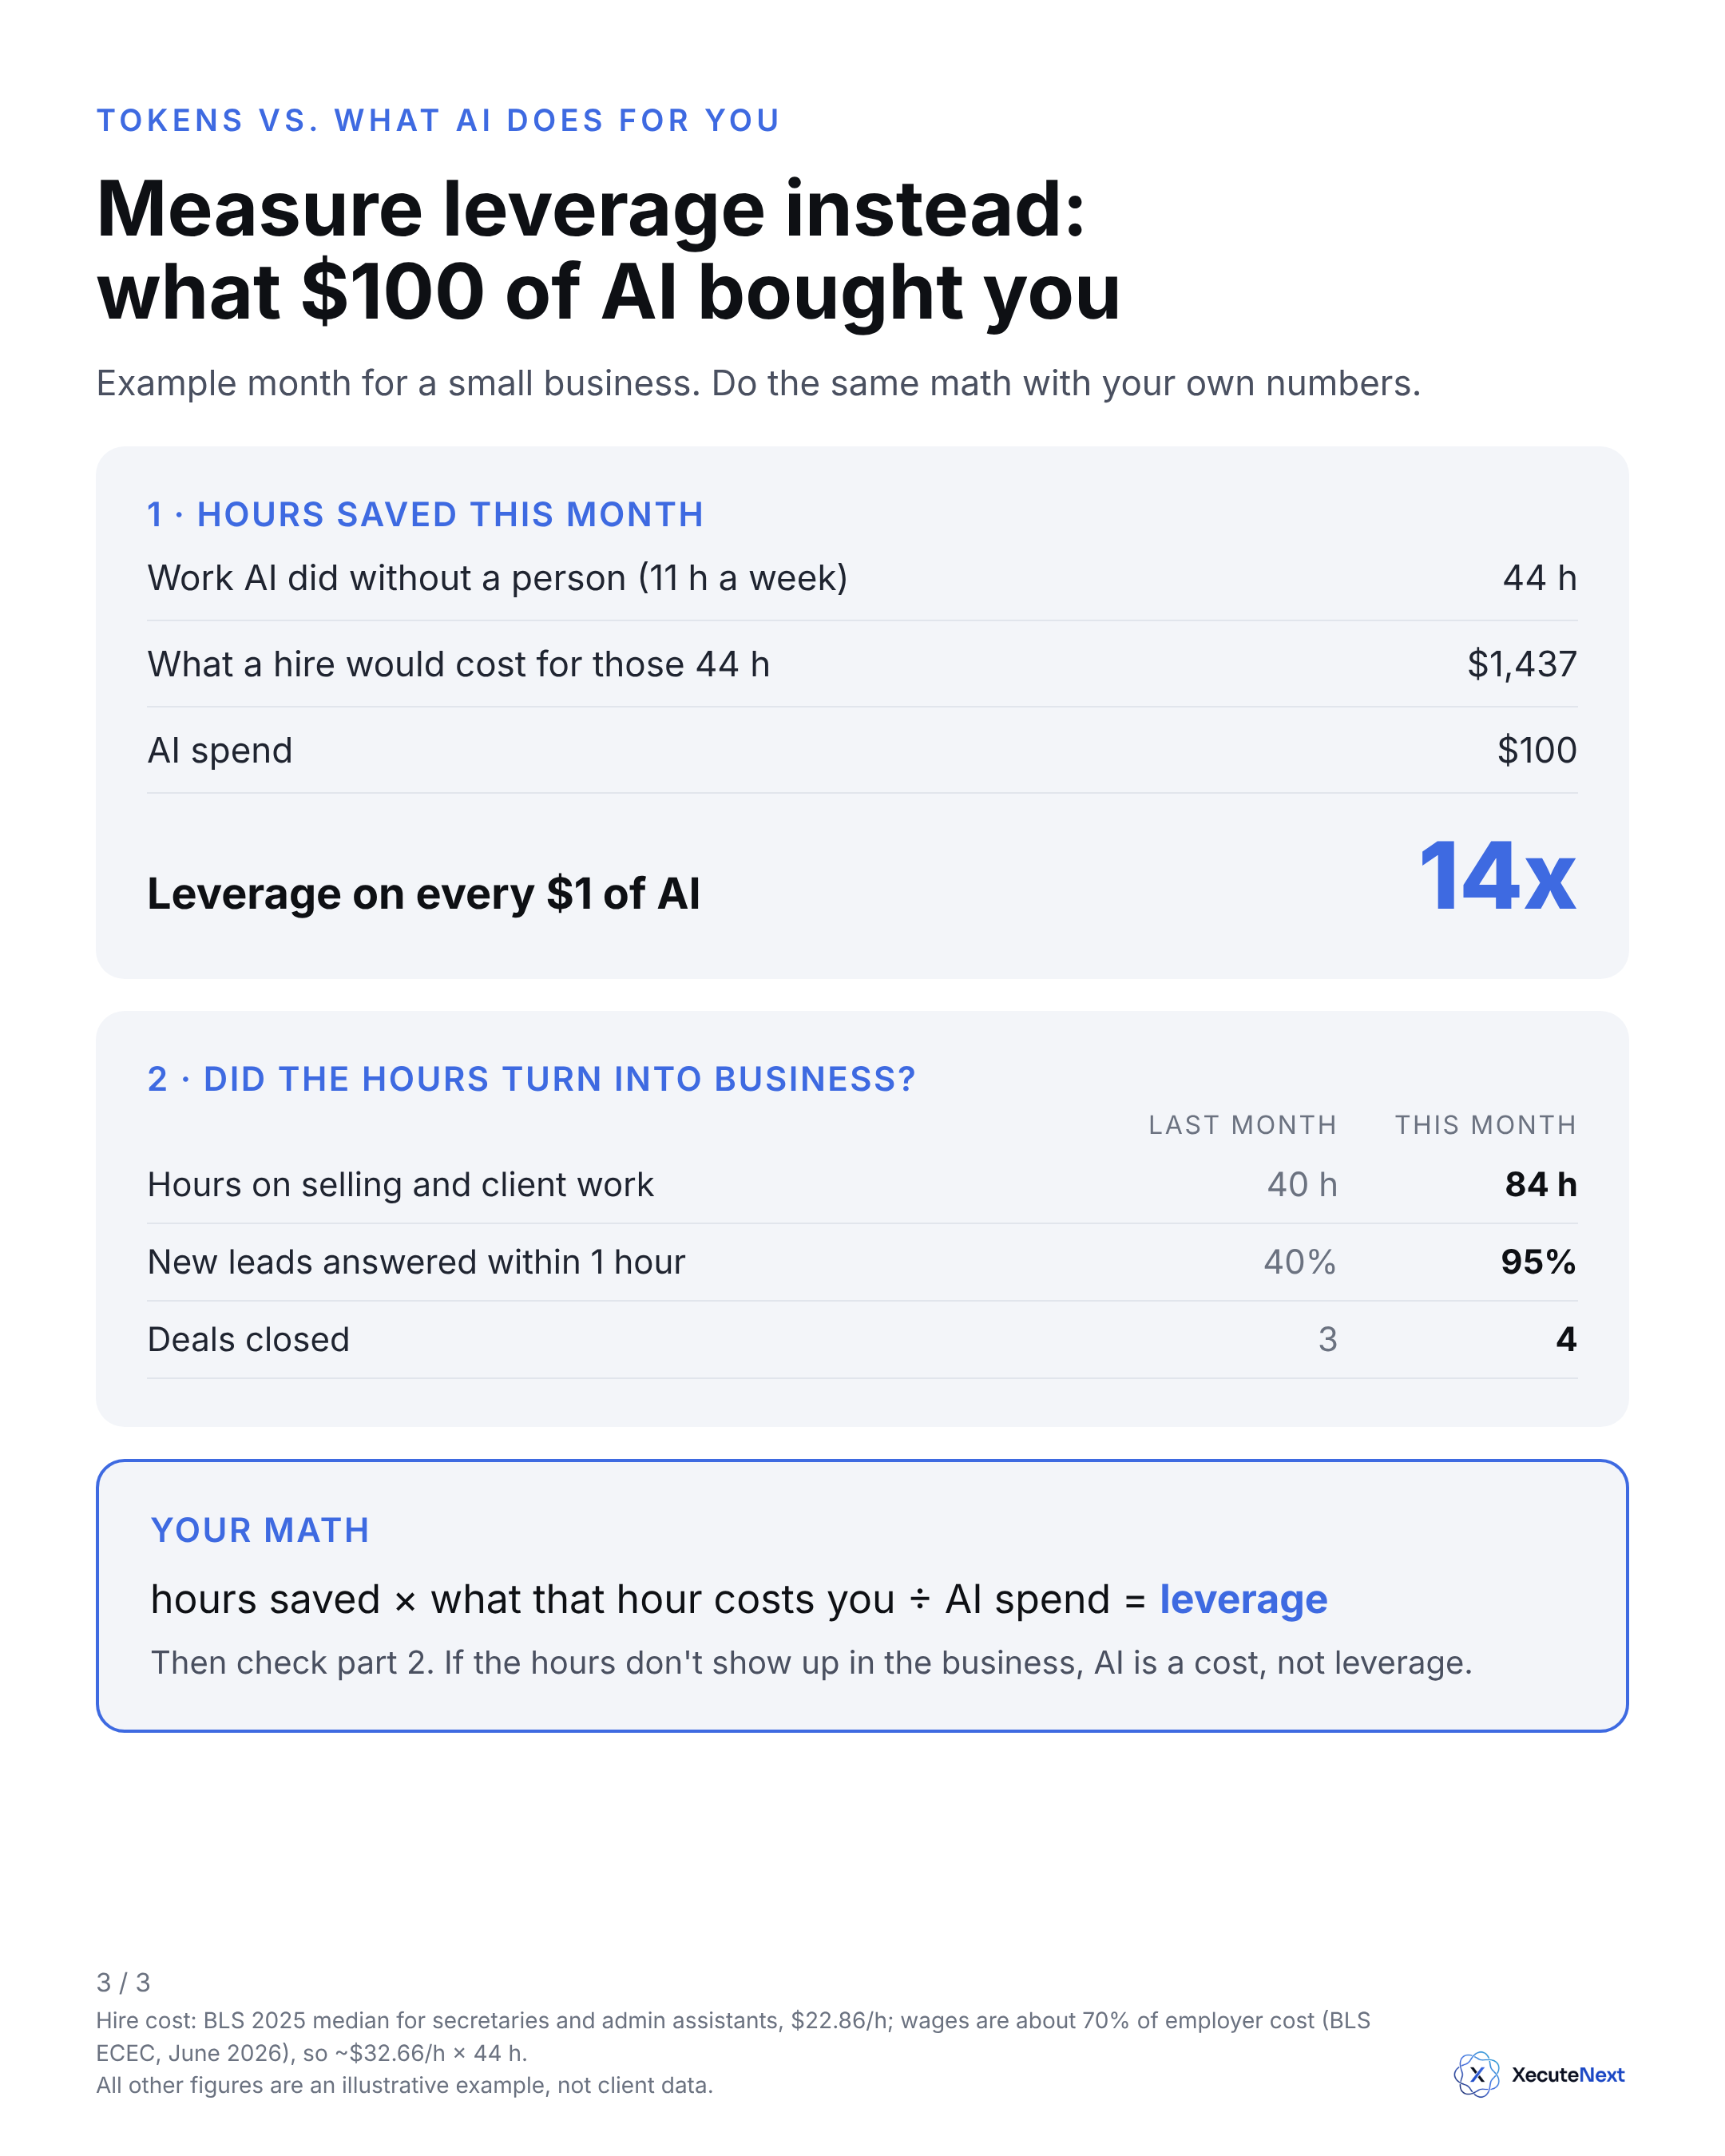 TOKENS VS. WHAT AI DOES FOR YOU
Measure leverage instead:
what $100 of AI bought you
Example month for a small business. Do the same math with your own numbers.
1 · HOURS SAVED THIS MONTH
Work AI did without a person (11 h a week) 44 h
What a hire would cost for those 44 h $1,437
AI spend $100
Leverage on every $1 of AI 14x
2 · DID THE HOURS TURN INTO BUSINESS?
LAST MONTH THIS MONTH
Hours on selling and client work 40 h 84 h
New leads answered within 1 hour 40% 95%
Deals closed 3 4
YOUR MATH
hours saved × what that hour costs you ÷ AI spend = leverage
Then check part 2. If the hours don't show up in the business, AI is a cost, not leverage.
3 / 3
Hire cost: BLS 2025 median for secretaries and admin assistants, $22.86/h; wages are about 70% of employer cost (BLS
ECEC, June 2026), so ~$32.66/h × 44 h.
All other figures are an illustrative example, not client data.
X XecuteNext